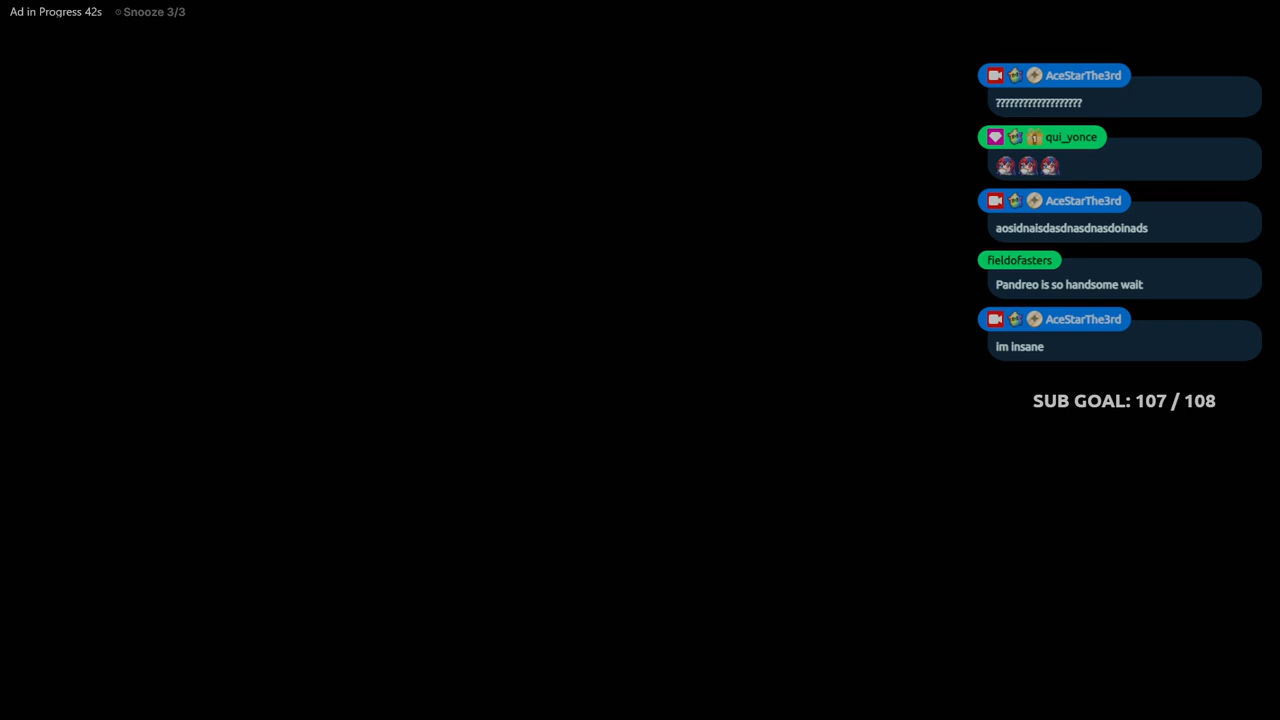 Ad in Progress 42s Snooze 3/3
AceStarThe3rd
???????????????????
qui_yonce
AceStarThe3rd
aosidnaisdasdnasdnasdoinads
fieldofasters
Pandreo is so handsome wait
AceStarThe3rd
im insane
SUB GOAL: 107 / 108